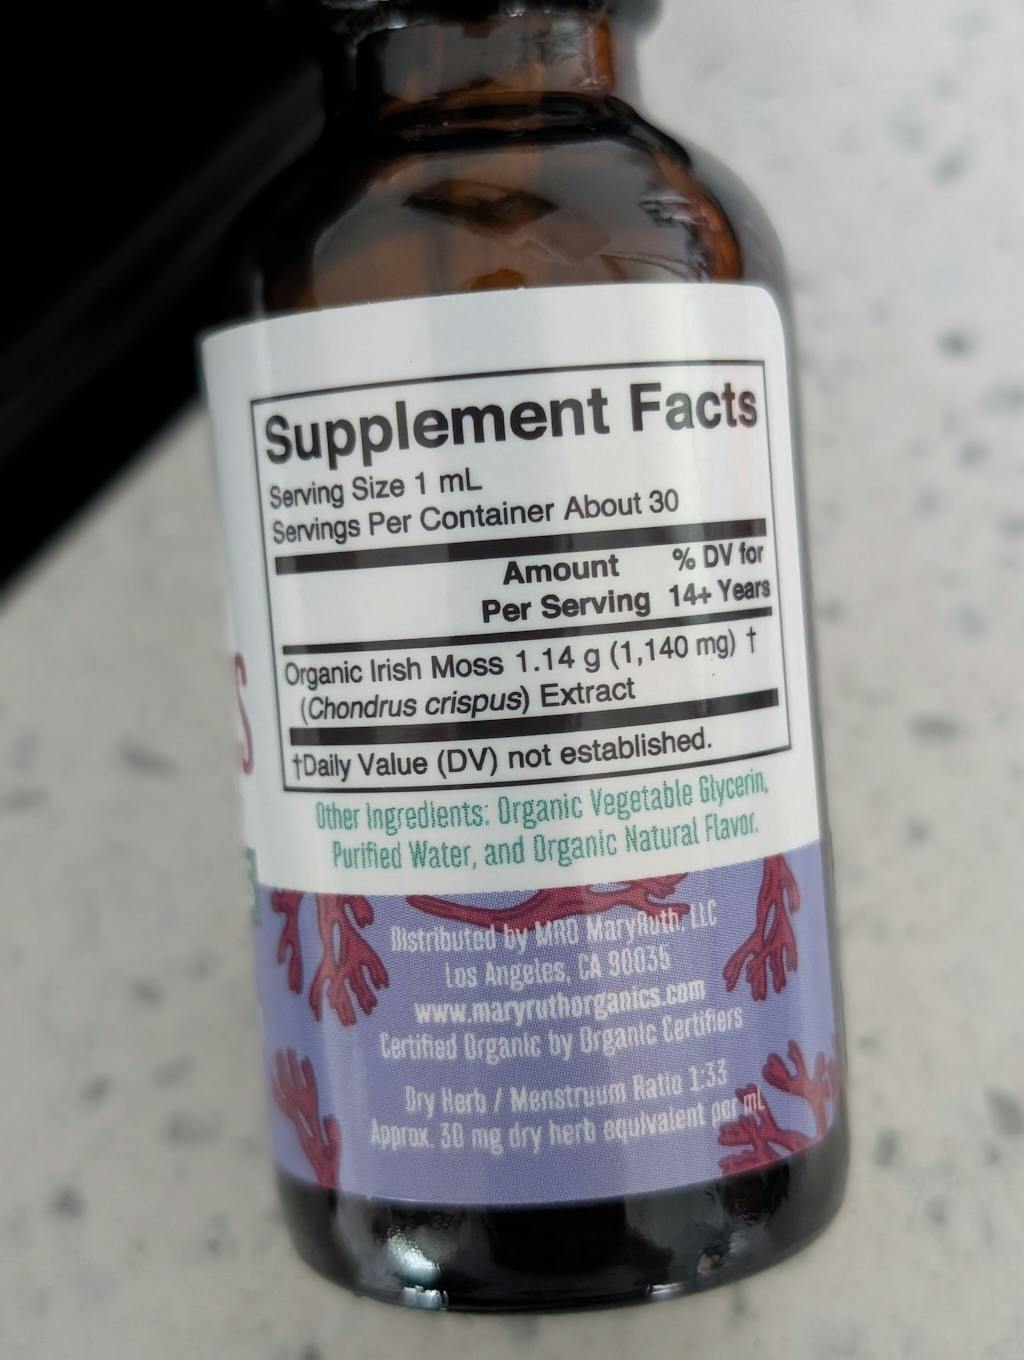 Supplement Facts
Serving Size 1 mL
Servings Per Container About 30
Amount Per Serving
% DV for 14+ Years
Organic Irish Moss 1.14 g (1,140 mg) †
(Chondrus crispus) Extract
†Daily Value (DV) not established.
Other Ingredients: Organic Vegetable Glycerin,
Purified Water, and Organic Natural Flavor.
Distributed by MRO MaryRuth, LLC
Los Angeles, CA 90035
www.maryruthorganics.com
Certified Organic by Organic Certifiers
Dry Herb / Menstruum Ratio 1:33
Approx. 30 mg dry herb equivalent per mL